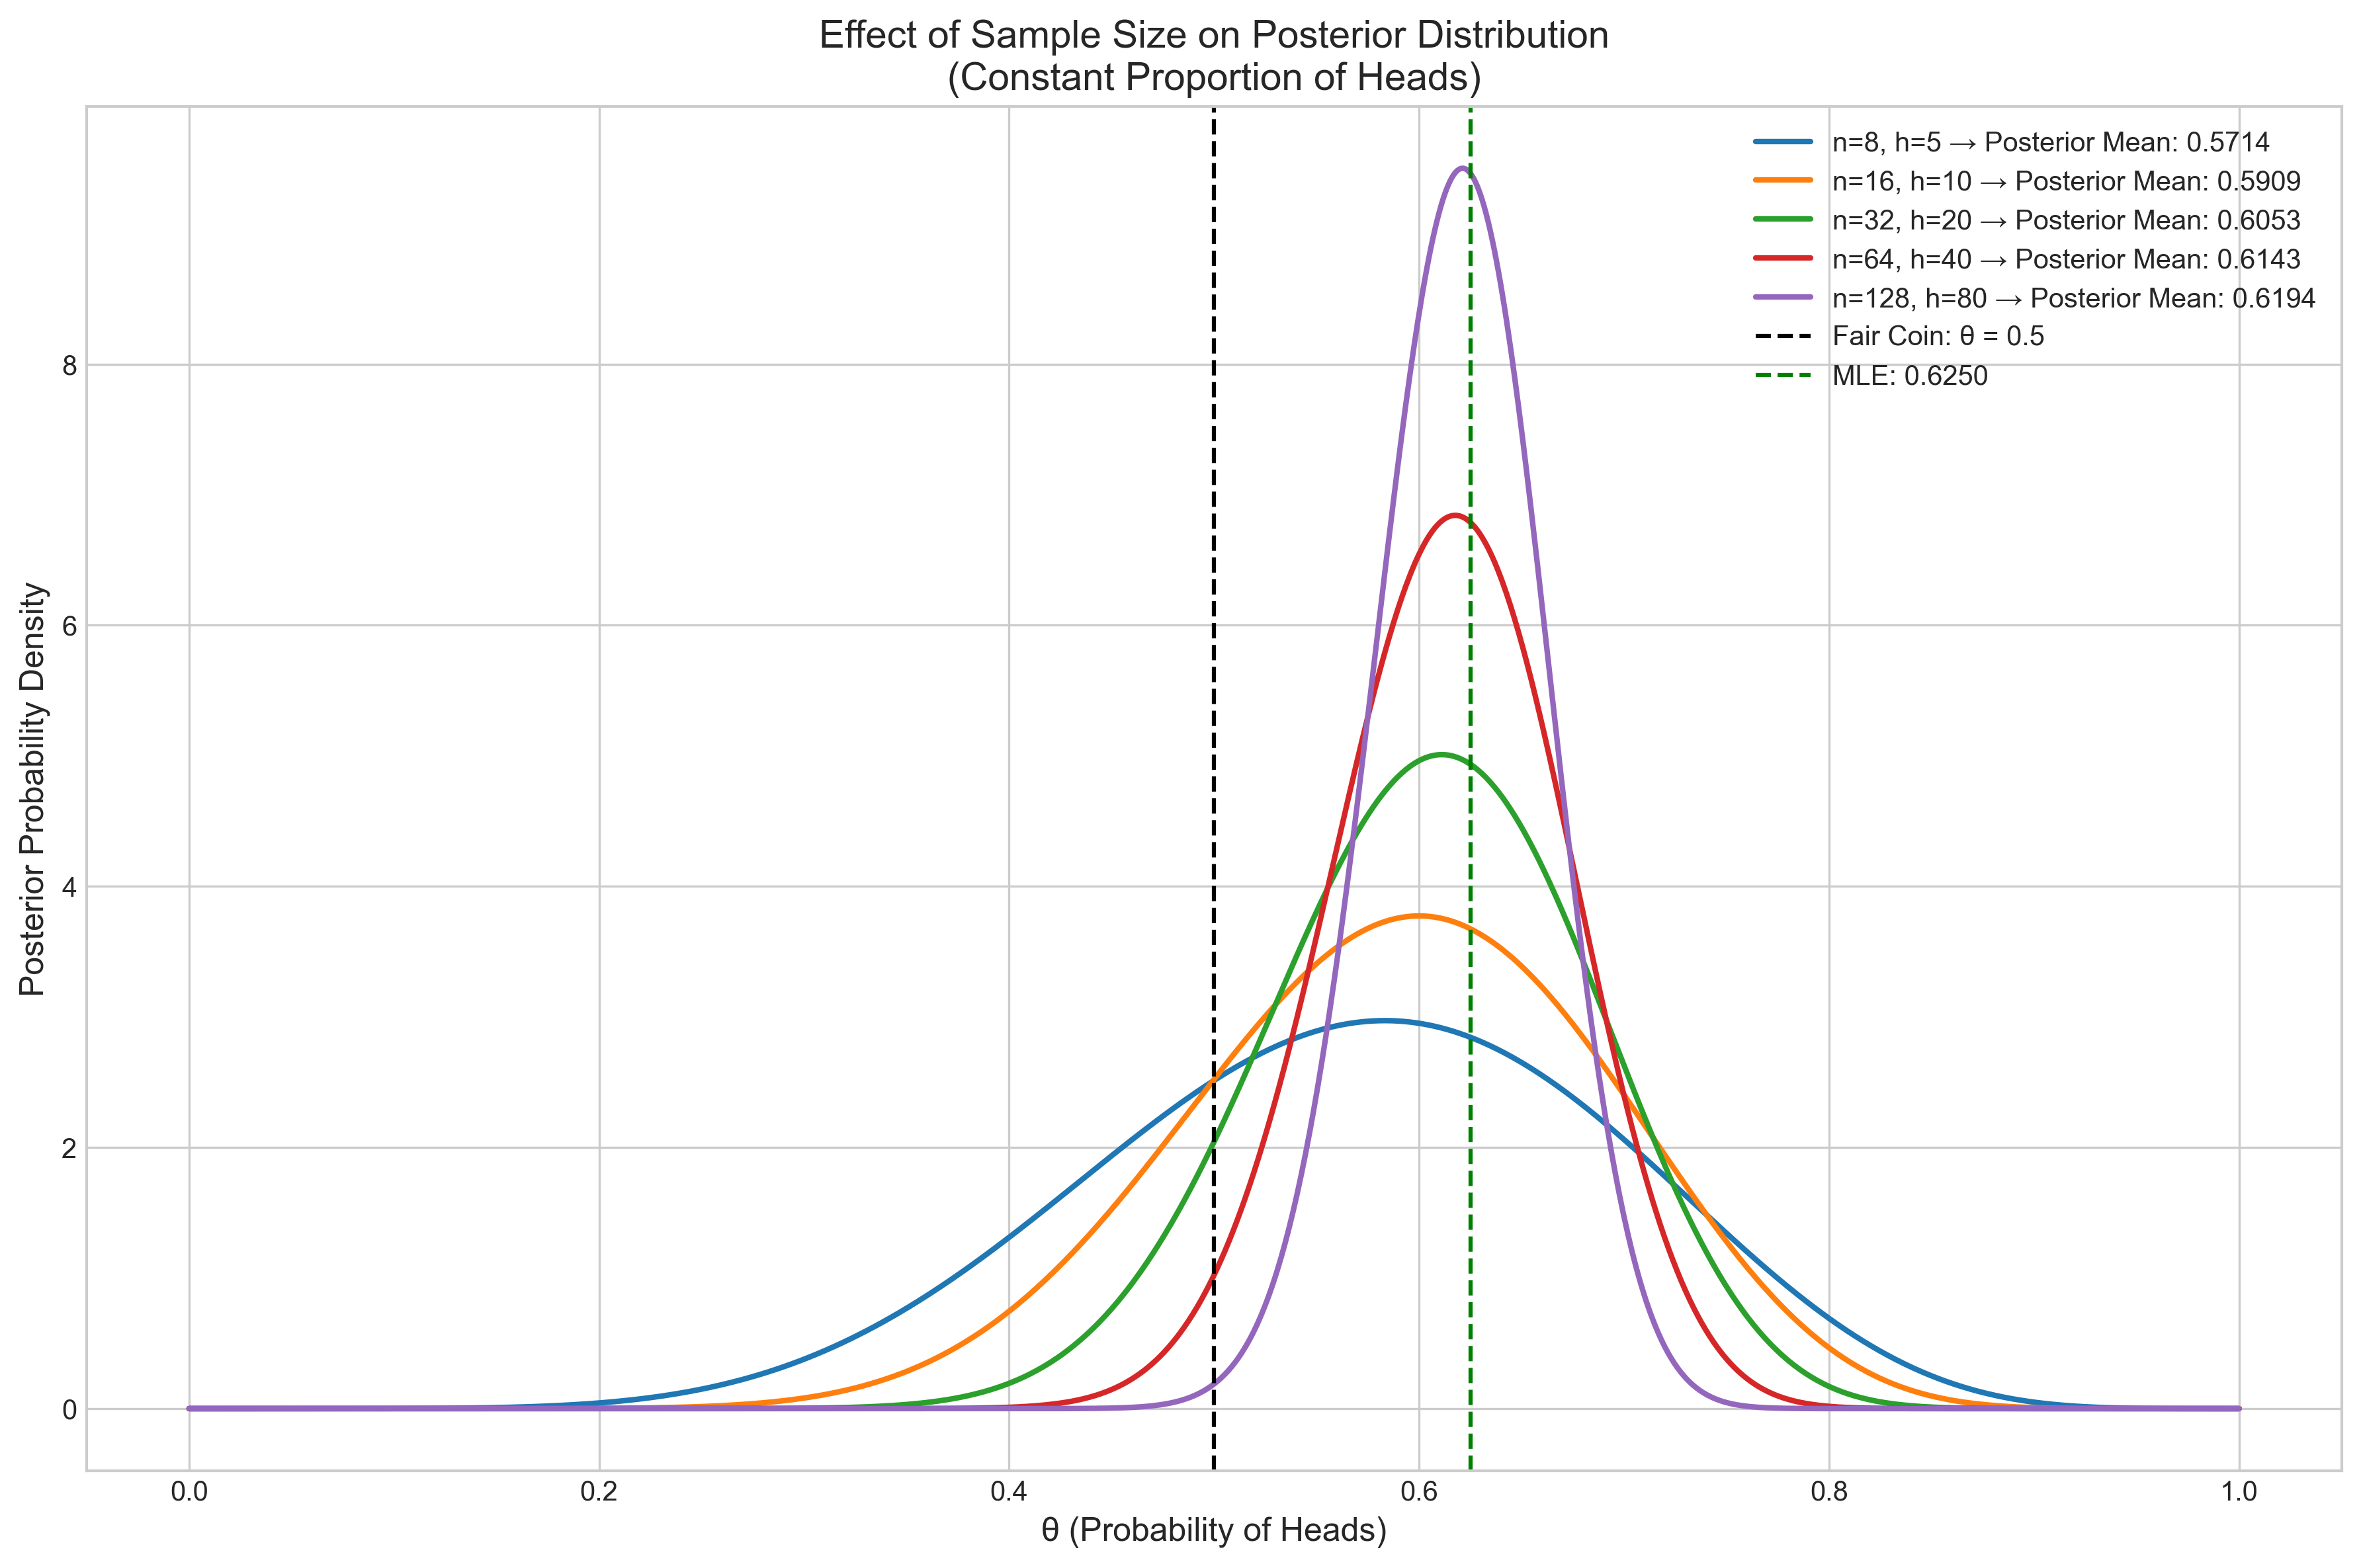 Effect of Sample Size on Posterior Distribution
(Constant Proportion of Heads)
n=8, h=5 → Posterior Mean: 0.5714
n=16, h=10 → Posterior Mean: 0.5909
n=32, h=20 → Posterior Mean: 0.6053
n=64, h=40 → Posterior Mean: 0.6143
n=128, h=80 → Posterior Mean: 0.6194
Fair Coin: θ = 0.5
MLE: 0.6250
Posterior Probability Density
8
6
4
2
0
0.0 0.2 0.4 0.6 0.8 1.0
θ (Probability of Heads)